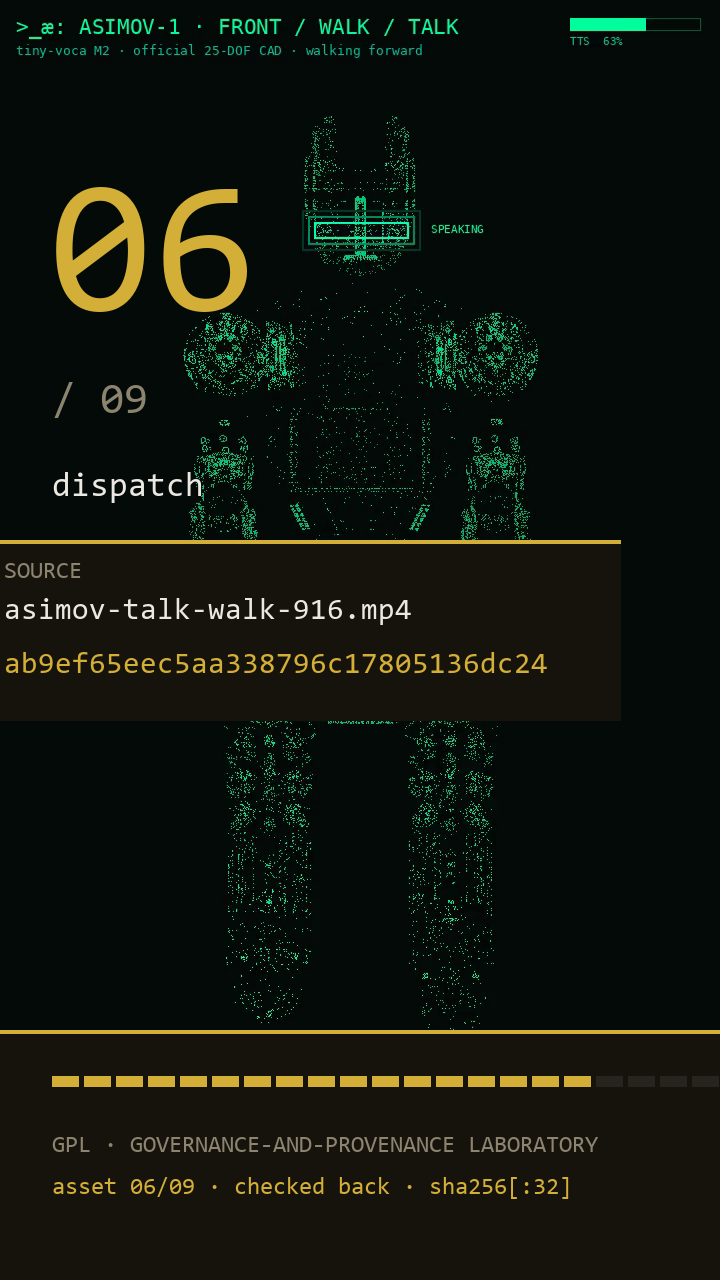 >_æ: ASIMOV-1 · FRONT / WALK / TALK
tiny-voca M2 · official 25-DOF CAD · walking forward
TTS 63%
06
SPEAKING
/ 09
dispatch
SOURCE
asimov-talk-walk-916.mp4
ab9ef65eec5aa338796c17805136dc24
GPL · GOVERNANCE-AND-PROVENANCE LABORATORY
asset 06/09 · checked back · sha256[:32]